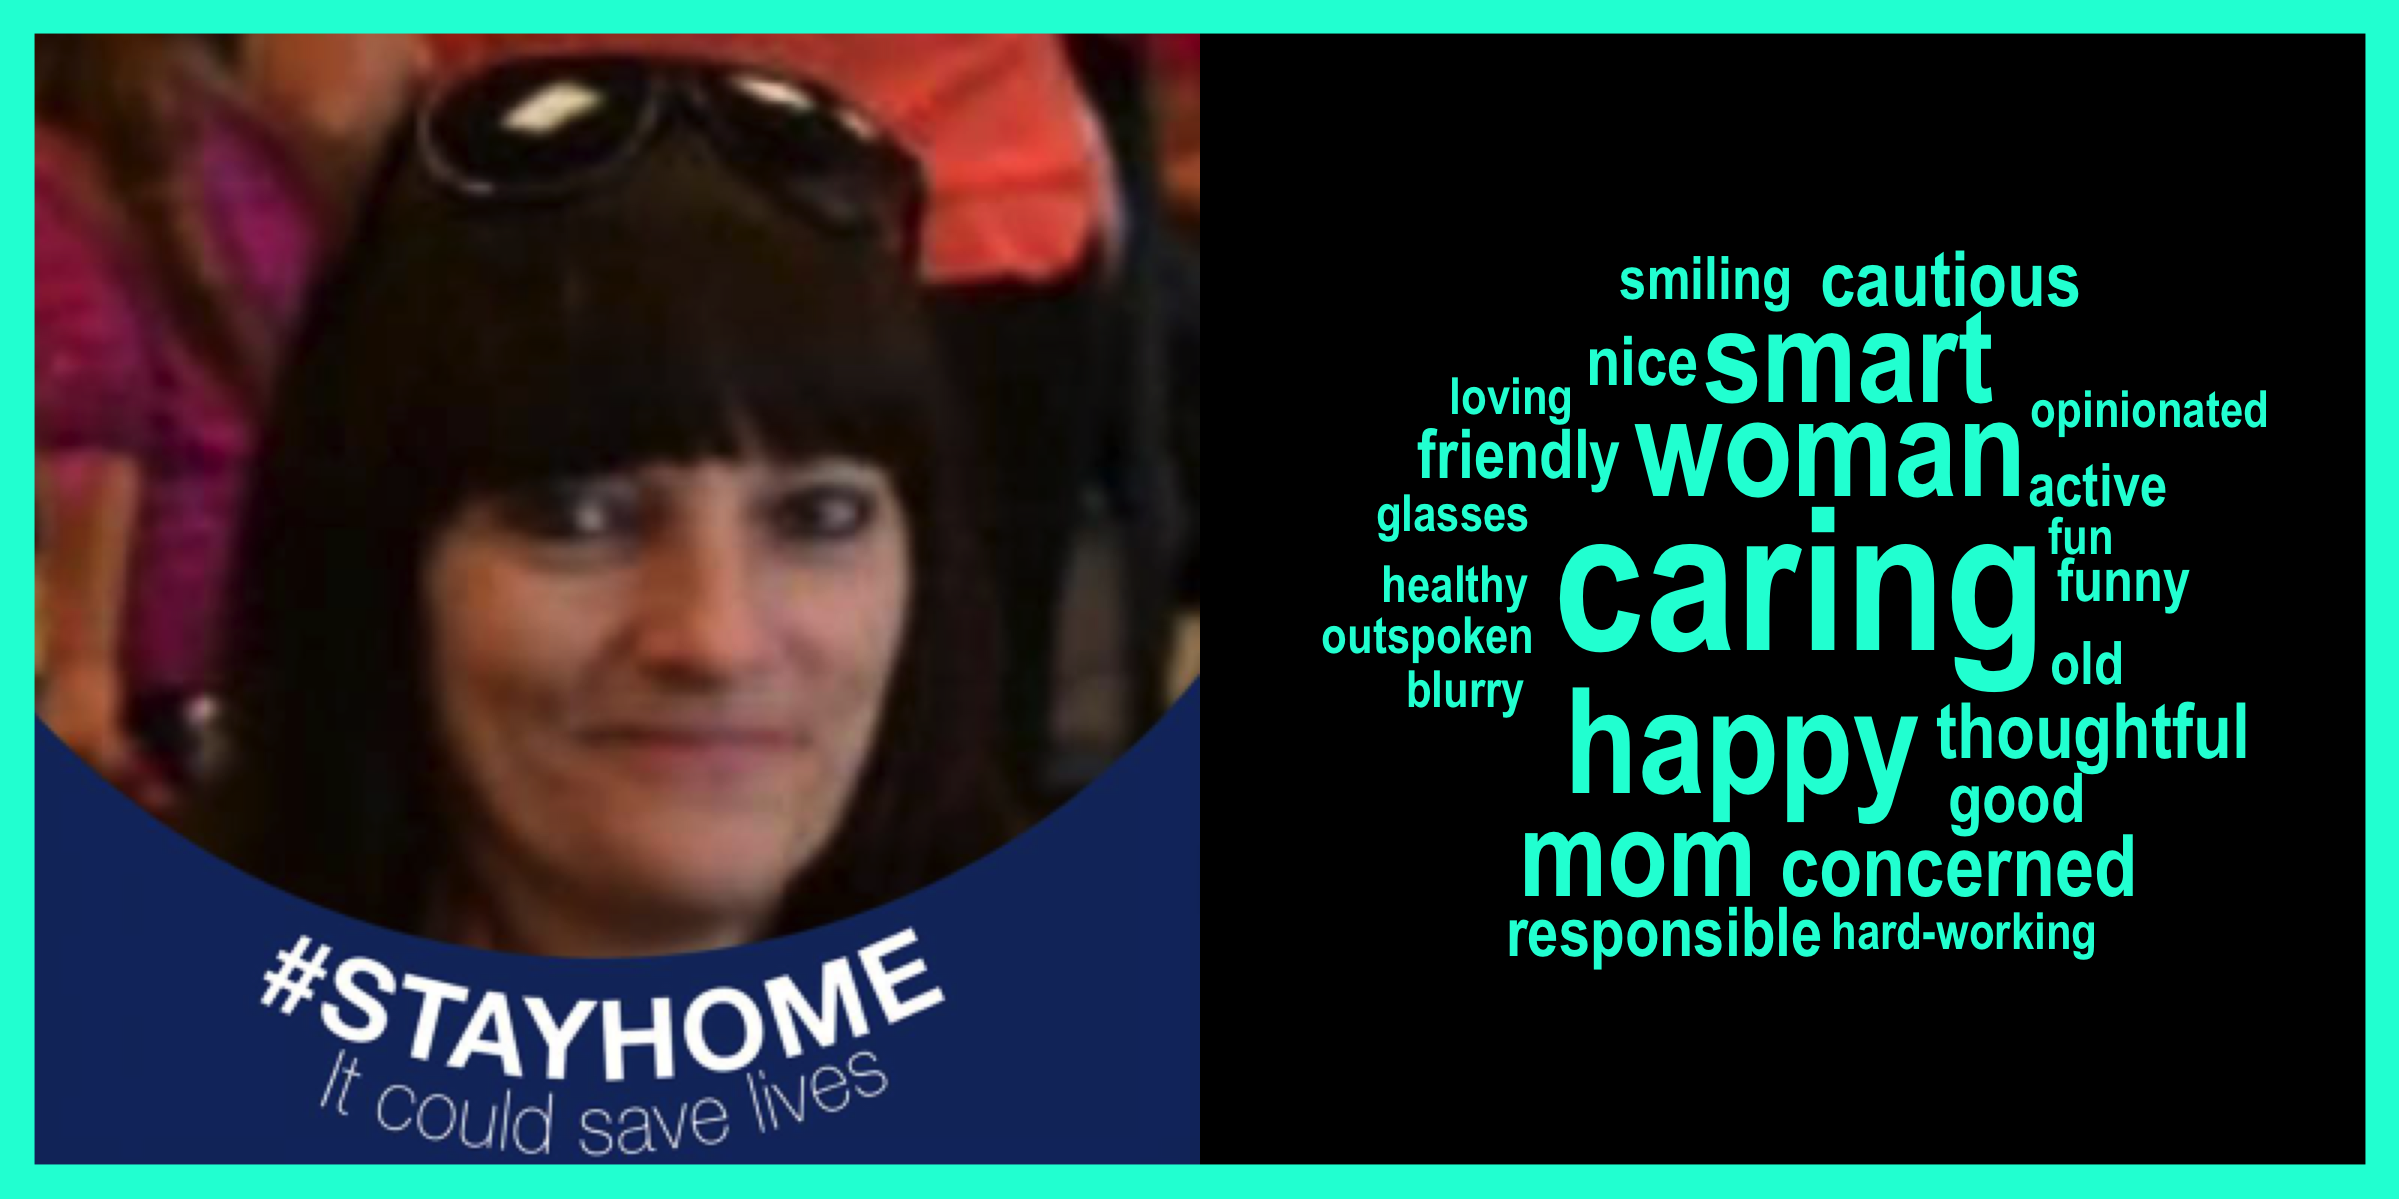 #STAYHOME
It could save lives
smiling cautious
nice smart
loving opinionated
friendly woman active
glasses fun
healthy caring funny
outspoken old
blurry
happy thoughtful
good
mom concerned
responsible hard-working